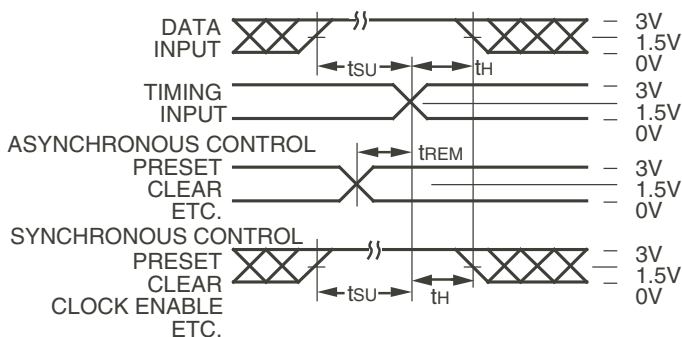 DATA
INPUT
3V
1.5V
0V
tSU
tH
TIMING
INPUT
3V
1.5V
0V
ASYNCHRONOUS CONTROL
PRESET
CLEAR
ETC.
tREM
3V
1.5V
0V
SYNCHRONOUS CONTROL
PRESET
CLEAR
CLOCK ENABLE
ETC.
tSU
tH
3V
1.5V
0V